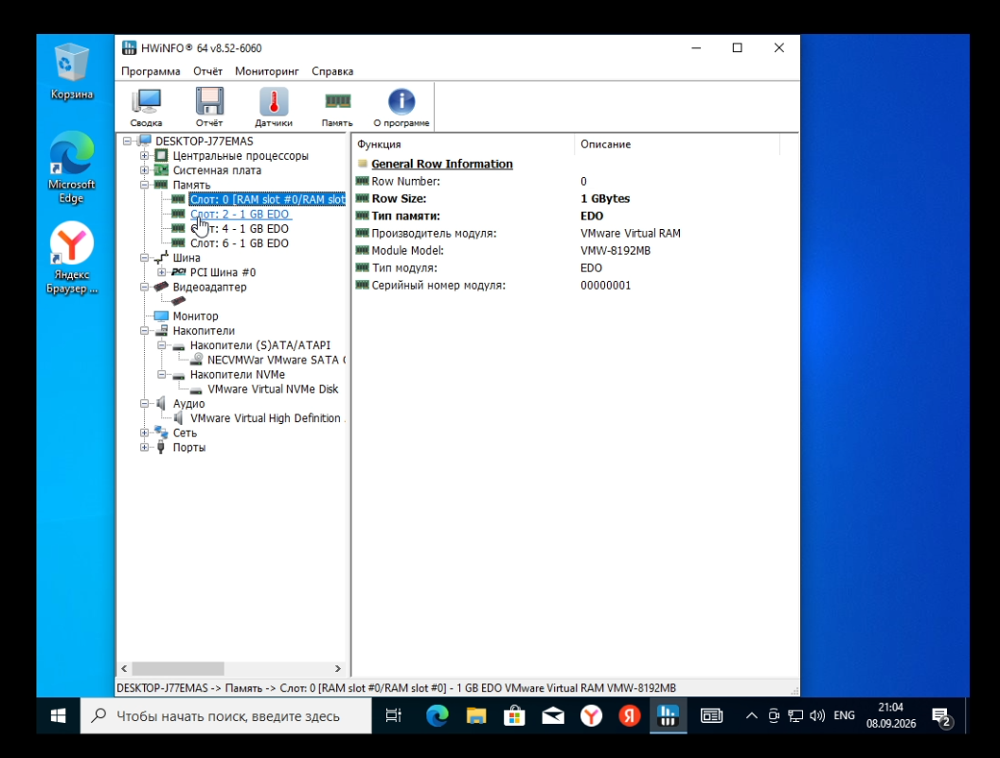 Корзина
Microsoft
Edge
Яндекс
Браузер ...
HWiNFO® 64 v8.52-6060
Программа Отчёт Мониторинг Справка
Сводка Отчёт Датчики Память О программе
DESKTOP-J77EMAS
Центральные процессоры
Системная плата
Память
Слот: 0 [RAM slot #0/RAM slot
Слот: 2 - 1 GB EDO
Слот: 4 - 1 GB EDO
Слот: 6 - 1 GB EDO
Шина
PCI
PCI Шина #0
Видеоадаптер
Монитор
Накопители
Накопители (S)ATA/ATAPI
NECVMWar VMware SATA
Накопители NVMe
VMware Virtual NVMe Disk
Аудио
VMware Virtual High Definition
Сеть
Порты
Функция Описание
General Row Information
Row Number: 0
Row Size: 1 GBytes
Тип памяти: EDO
Производитель модуля: VMware Virtual RAM
Module Model: VMW-8192MB
Тип модуля: EDO
Серийный номер модуля: 00000001
DESKTOP-J77EMAS -> Память -> Слот: 0 [RAM slot #0/RAM slot #0] - 1 GB EDO VMware Virtual RAM VMW-8192MB
Чтобы начать поиск, введите здесь
Я
ENG
21:04
08.09.2026
2